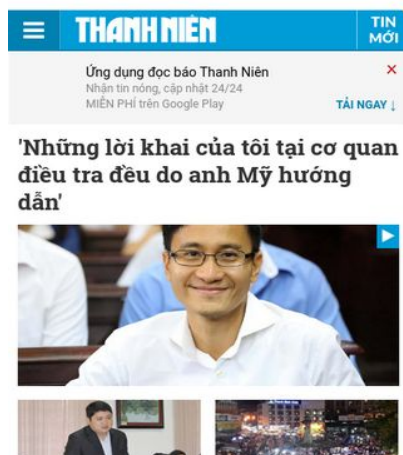 THANH NIÊN
TIN
MỚI
Ứng dụng đọc báo Thanh Niên
Nhận tin nóng, cập nhật 24/24
MIỄN PHÍ trên Google Play
TẢI NGAY ↓
'Những lời khai của tôi tại cơ quan
điều tra đều do anh Mỹ hướng
dẫn'